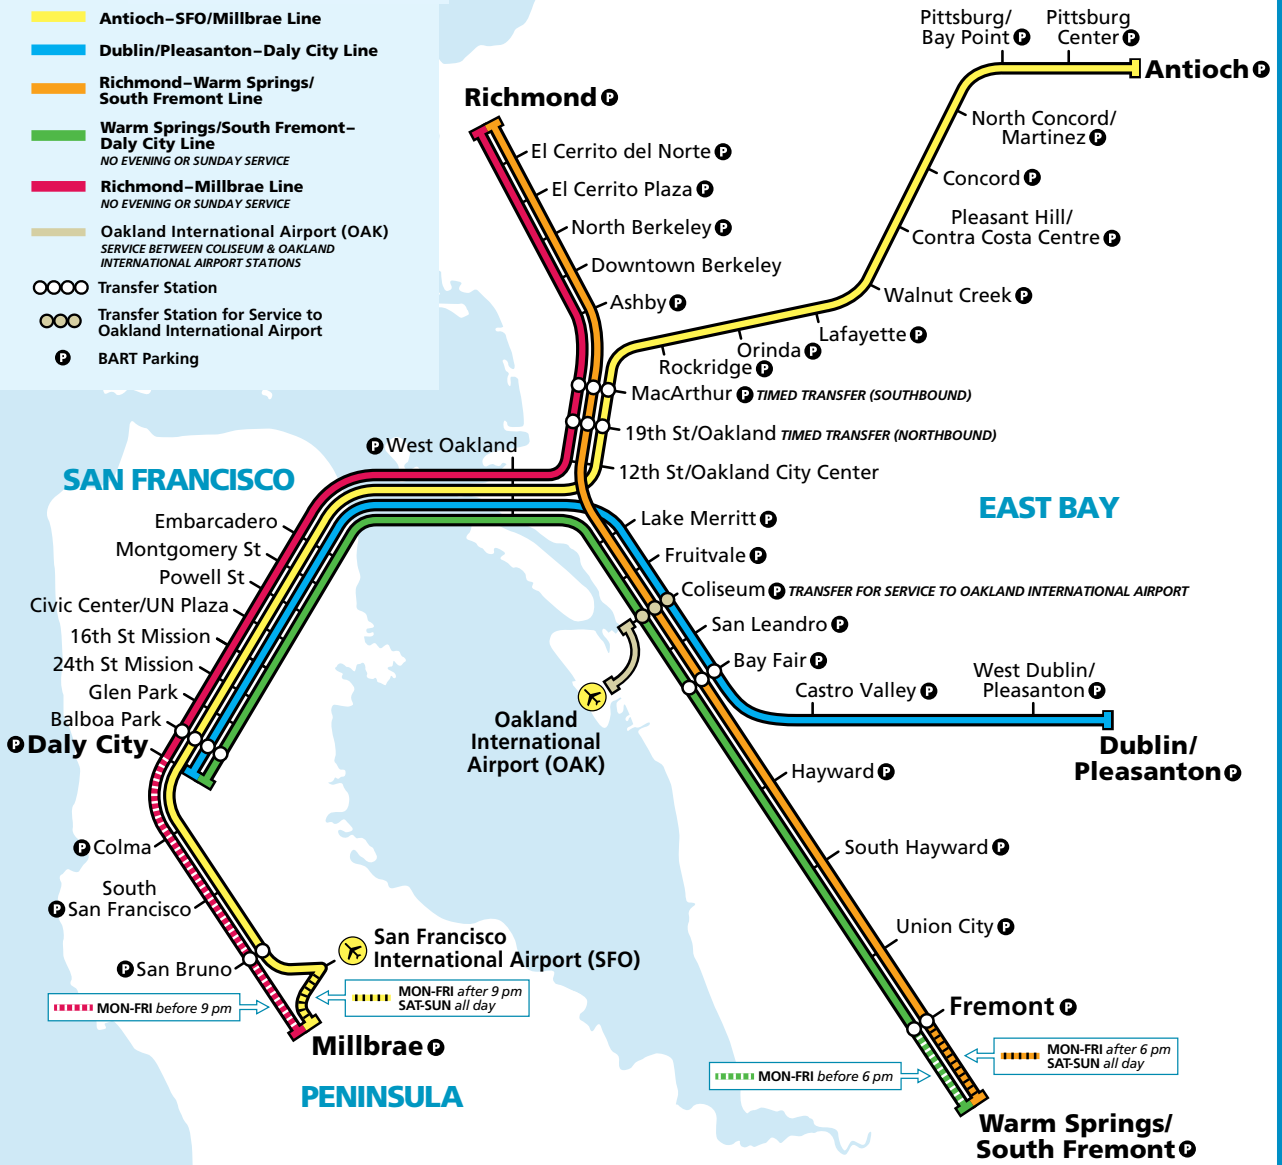 Antioch–SFO/Millbrae Line
Dublin/Pleasanton–Daly City Line
Richmond–Warm Springs/
South Fremont Line
Warm Springs/South Fremont–
Daly City Line
NO EVENING OR SUNDAY SERVICE
Richmond–Millbrae Line
NO EVENING OR SUNDAY SERVICE
Oakland International Airport (OAK)
SERVICE BETWEEN COLISEUM & OAKLAND
INTERNATIONAL AIRPORT STATIONS
Transfer Station
Transfer Station for Service to
Oakland International Airport
P BART Parking
Pittsburg/
Bay Point P
Pittsburg
Center P
Antioch P
North Concord/
Martinez P
Concord P
Pleasant Hill/
Contra Costa Centre P
Walnut Creek P
Lafayette P
Orinda P
Rockridge P
Richmond P
El Cerrito del Norte P
El Cerrito Plaza P
North Berkeley P
Downtown Berkeley
Ashby P
MacArthur P TIMED TRANSFER (SOUTHBOUND)
19th St/Oakland TIMED TRANSFER (NORTHBOUND)
12th St/Oakland City Center
P West Oakland
SAN FRANCISCO
EAST BAY
Embarcadero
Montgomery St
Powell St
Civic Center/UN Plaza
16th St Mission
24th St Mission
Glen Park
Balboa Park
P Daly City
Lake Merritt P
Fruitvale P
Coliseum P TRANSFER FOR SERVICE TO OAKLAND INTERNATIONAL AIRPORT
San Leandro P
Bay Fair P
Castro Valley P
West Dublin/
Pleasanton P
Dublin/
Pleasanton P
Oakland
International
Airport (OAK)
Hayward P
South Hayward P
Union City P
Fremont P
P Colma
South
P San Francisco
P San Bruno
San Francisco
International Airport (SFO)
MON-FRI before 9 pm
MON-FRI after 9 pm
SAT-SUN all day
Millbrae P
PENINSULA
MON-FRI after 6 pm
SAT-SUN all day
MON-FRI before 6 pm
Warm Springs/
South Fremont P